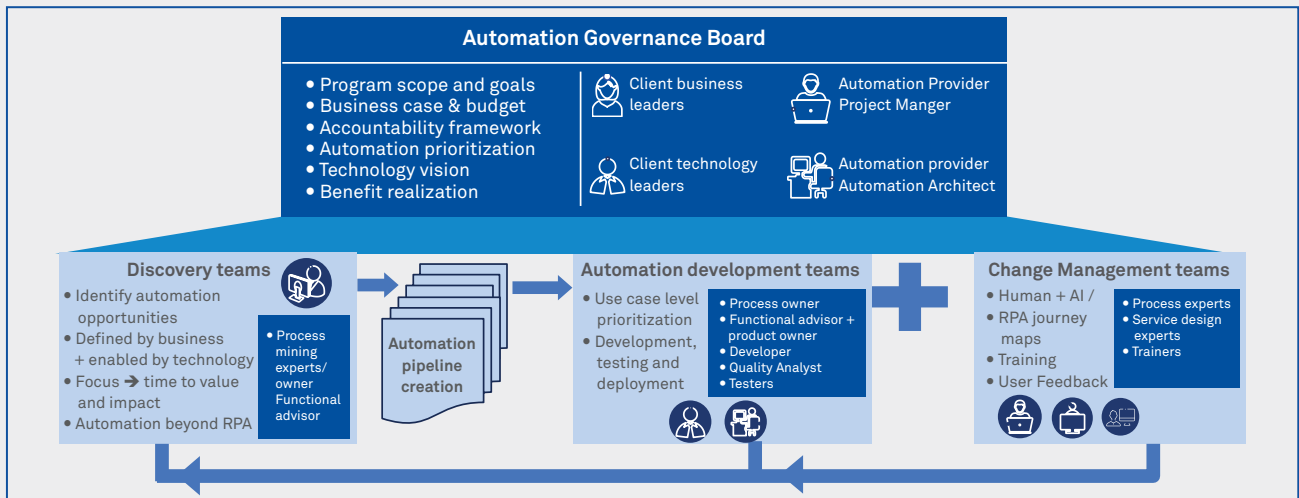 Automation Governance Board
• Program scope and goals
• Business case & budget
• Accountability framework
• Automation prioritization
• Technology vision
• Benefit realization
Client business
leaders
Automation Provider
Project Manger
Client technology
leaders
Automation provider
Automation Architect
Discovery teams
• Identify automation
opportunities
• Defined by business
+ enabled by technology
• Focus ➔ time to value
and impact
• Automation beyond RPA
• Process
mining
experts/
owner
Functional
advisor
Automation
pipeline
creation
Automation development teams
• Use case level
prioritization
• Development,
testing and
deployment
• Process owner
• Functional advisor +
product owner
• Developer
• Quality Analyst
• Testers
Change Management teams
• Human + AI /
• RPA journey
maps
• Training
• User Feedback
• Process experts
• Service design
experts
• Trainers